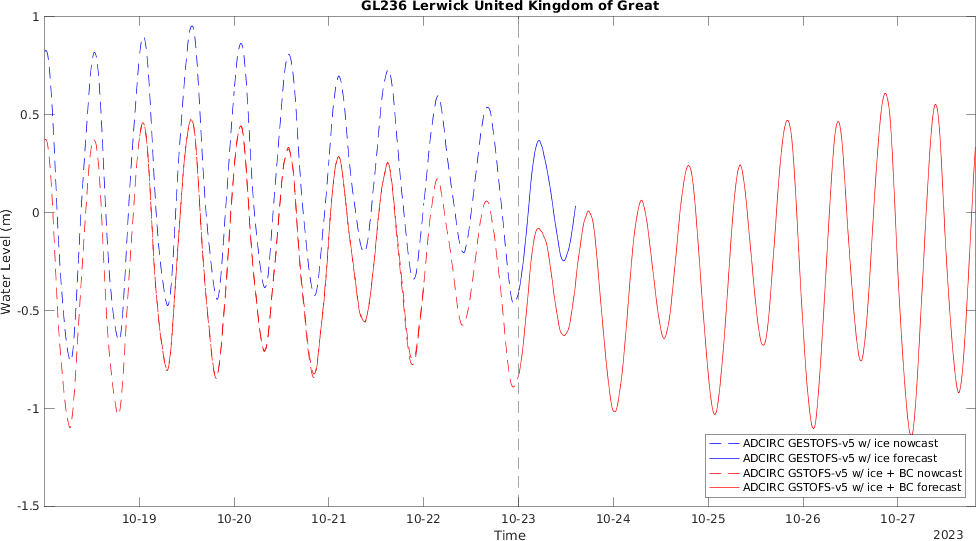 GL236 Lerwick United Kingdom of Great
Water Level (m)
1
0.5
0
-0.5
-1
-1.5
ADCIRC GESTOFS-v5 w/ ice nowcast
ADCIRC GESTOFS-v5 w/ ice forecast
ADCIRC GSTOFS-v5 w/ ice + BC nowcast
ADCIRC GSTOFS-v5 w/ ice + BC forecast
10-19 10-20 10-21 10-22 10-23 10-24 10-25 10-26 10-27
Time
2023